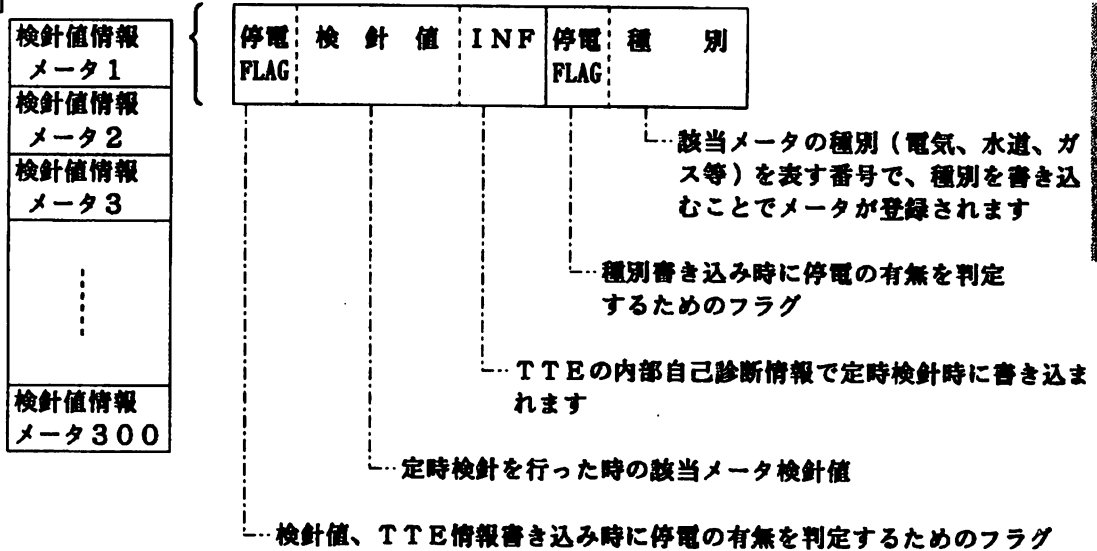 検針値情報
メータ1
検針値情報
メータ2
検針値情報
メータ3
検針値情報
メータ300
停電 検 針 値 INF 停電 種 別
FLAG FLAG
該当メータの種別(電気、水道、ガ
ス等)を表す番号で、種別を書き込
むことでメータが登録されます
種別書き込み時に停電の有無を判定
するためのフラグ
TTEの内部自己診断情報で定時検針時に書き込ま
れます
定時検針を行った時の該当メータ検針値
検針値、TTE情報書き込み時に停電の有無を判定するためのフラグ